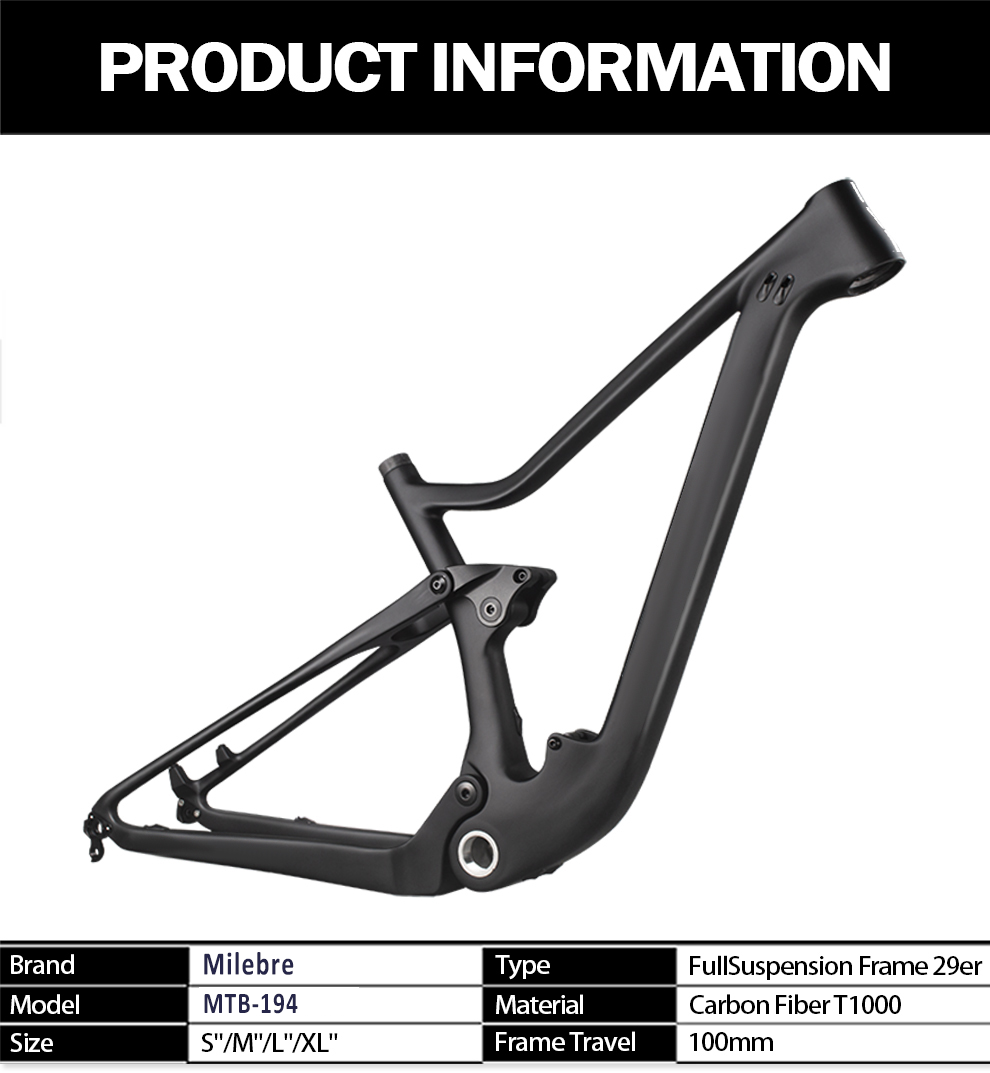 PRODUCT INFORMATION
Brand Milebre Type FullSuspension Frame 29er
Model MTB-194 Material Carbon Fiber T1000
Size S"/M"/L"/XL" Frame Travel 100mm